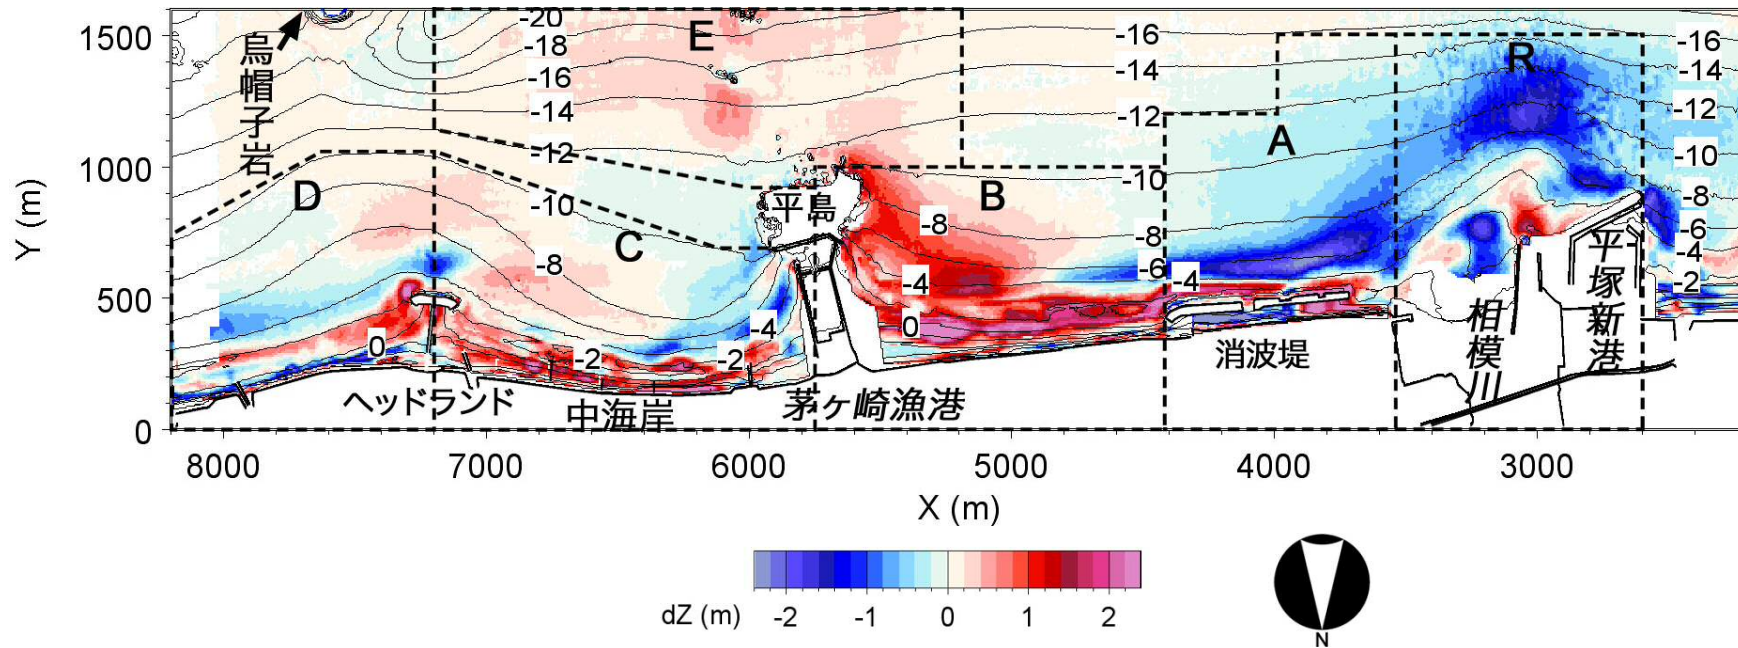 1500
1000
500
0
Y (m)
烏帽子岩
-20
-18
-16
-14
-12
-10
-8
E
D
C
平島
B
-8
-4
0
-10
-12
-14
-16
-8
-6
-4
A
R
-16
-14
-12
-10
-8
-6
-4
-2
0
-2
-2
-4
ヘッドランド
中海岸
茅ヶ崎漁港
消波堤
相模川
平塚新港
8000
7000
6000
5000
4000
3000
X (m)
dZ (m)
-2
-1
0
1
2
N